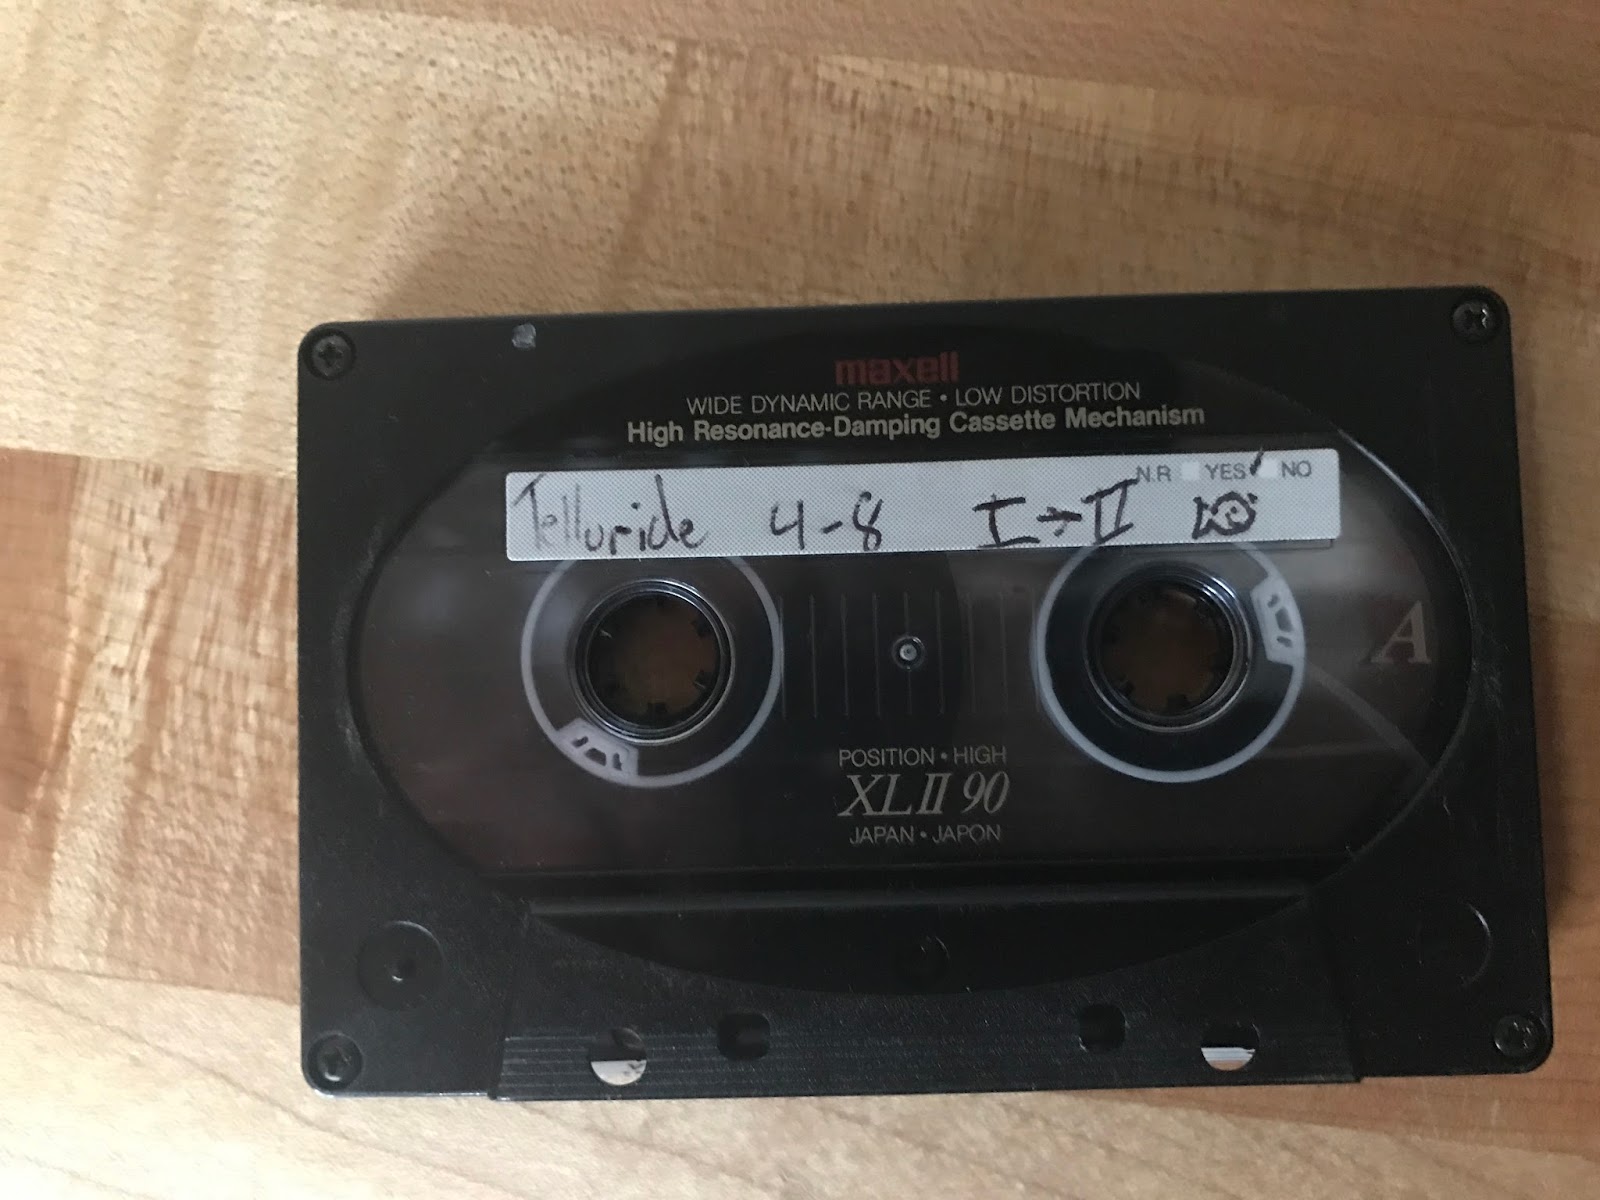 maxell
WIDE DYNAMIC RANGE • LOW DISTORTION
High Resonance-Damping Cassette Mechanism
N.R YES NO
Telluride 4-8 I→II
A
POSITION • HIGH
XLII 90
JAPAN • JAPON